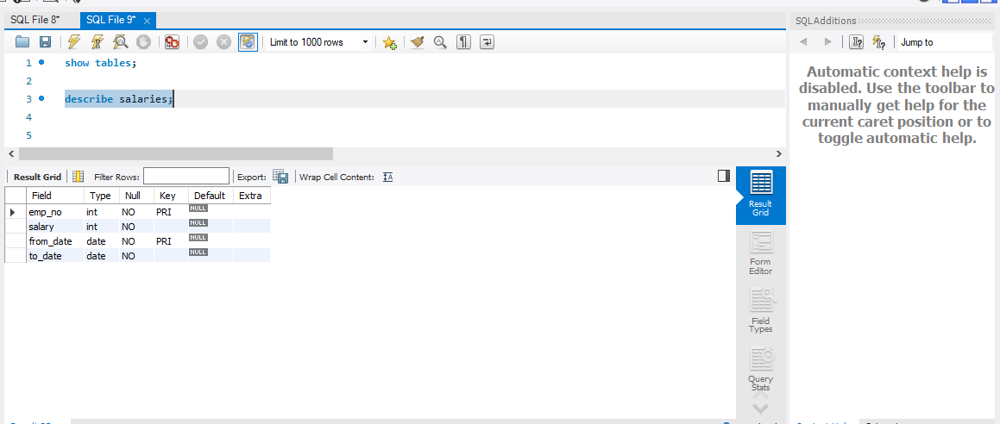 SQL File 8*
SQL File 9*
SQLAdditions
Limit to 1000 rows
Jump to
1 show tables;
2
3 describe salaries;
4
5
Automatic context help is
disabled. Use the toolbar to
manually get help for the
current caret position or to
toggle automatic help.
Result Grid Filter Rows: Export: Wrap Cell Content:
Field Type Null Key Default Extra
emp_no int NO PRI NULL
salary int NO NULL
from_date date NO PRI NULL
to_date date NO NULL
Result
Grid
Form
Editor
Field
Types
Query
Stats